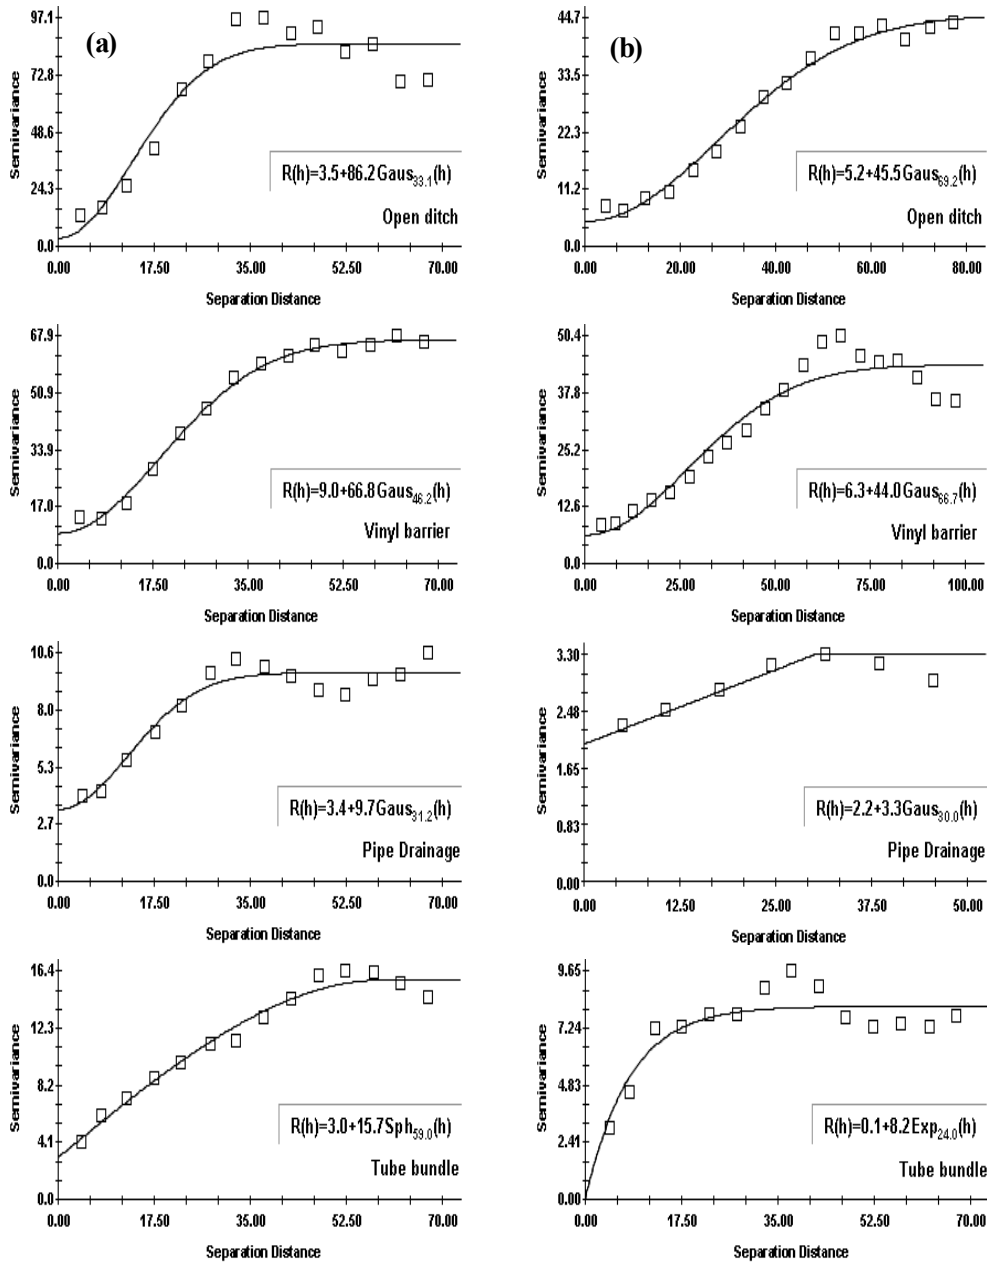 (a)
Semivariance
97.1
72.8
48.6
24.3
0.0
0.00 17.50 35.00 52.50 70.00
Separation Distance
R(h)=3.5+86.2Gaus33.1(h)
Open ditch
(b)
Semivariance
44.7
33.5
22.3
11.2
0.0
0.00 20.00 40.00 60.00 80.00
Separation Distance
R(h)=5.2+45.5Gaus69.2(h)
Open ditch
Semivariance
67.9
50.9
33.9
17.0
0.0
0.00 17.50 35.00 52.50 70.00
Separation Distance
R(h)=9.0+66.8Gaus46.2(h)
Vinyl barrier
Semivariance
50.4
37.8
25.2
12.6
0.0
0.00 25.00 50.00 75.00 100.00
Separation Distance
R(h)=6.3+44.0Gaus66.7(h)
Vinyl barrier
Semivariance
10.6
8.0
5.3
2.7
0.0
0.00 17.50 35.00 52.50 70.00
Separation Distance
R(h)=3.4+9.7Gaus31.2(h)
Pipe Drainage
Semivariance
3.30
2.48
1.65
0.83
0.00
0.00 12.50 25.00 37.50 50.00
Separation Distance
R(h)=2.2+3.3Gaus30.0(h)
Pipe Drainage
Semivariance
16.4
12.3
8.2
4.1
0.0
0.00 17.50 35.00 52.50 70.00
Separation Distance
R(h)=3.0+15.7Sph59.0(h)
Tube bundle
Semivariance
9.65
7.24
4.83
2.41
0.00
0.00 17.50 35.00 52.50 70.00
Separation Distance
R(h)=0.1+8.2Exp24.0(h)
Tube bundle